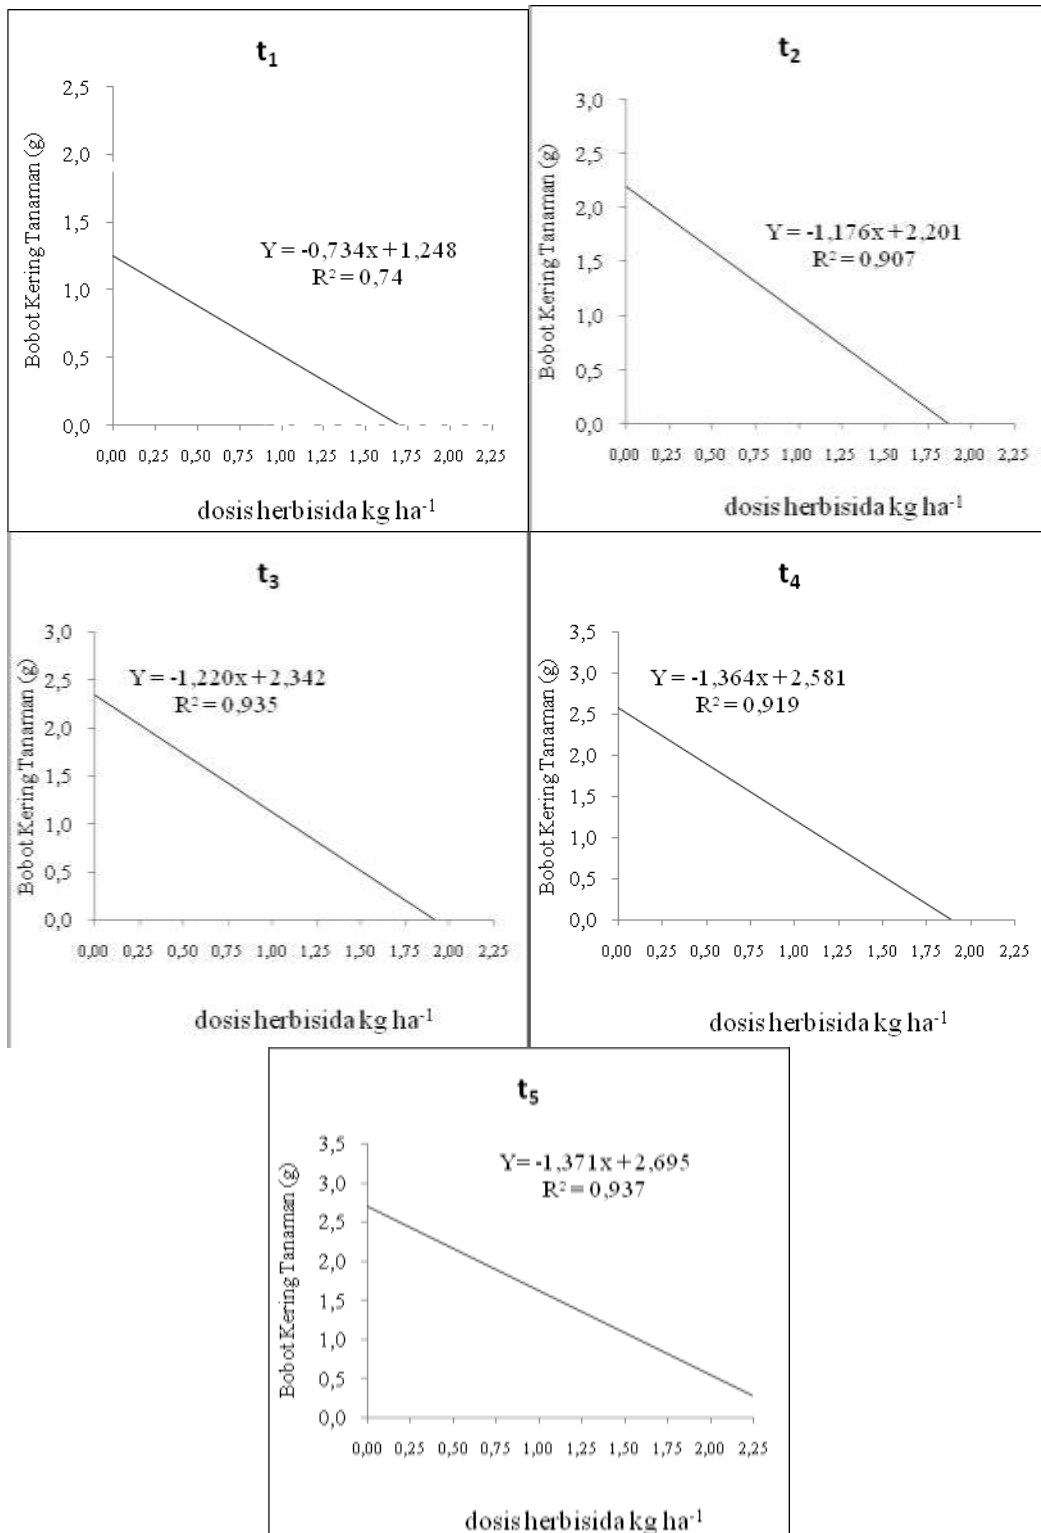 t₁
2,5
2,0
1,5
1,0
0,5
0,0
Bobot Kering Tanaman (g)
Y = -0,734x + 1,248
R² = 0,74
0,00 0,25 0,50 0,75 1,00 1,25 1,50 1,75 2,00 2,25
dosis herbisida kg ha⁻¹
t₂
3,0
2,5
2,0
1,5
1,0
0,5
0,0
Bobot Kering Tanaman (g)
Y = -1,176x + 2,201
R² = 0,907
0,00 0,25 0,50 0,75 1,00 1,25 1,50 1,75 2,00 2,25
dosis herbisida kg ha⁻¹
t₃
3,0
2,5
2,0
1,5
1,0
0,5
0,0
Bobot Kering Tanaman (g)
Y = -1,220x + 2,342
R² = 0,935
0,00 0,25 0,50 0,75 1,00 1,25 1,50 1,75 2,00 2,25
dosis herbisida kg ha⁻¹
t₄
3,5
3,0
2,5
2,0
1,5
1,0
0,5
0,0
Bobot Kering Tanaman (g)
Y = -1,364x + 2,581
R² = 0,919
0,00 0,25 0,50 0,75 1,00 1,25 1,50 1,75 2,00 2,25
dosis herbisida kg ha⁻¹
t₅
3,5
3,0
2,5
2,0
1,5
1,0
0,5
0,0
Bobot Kering Tanaman (g)
Y= -1,371x + 2,695
R² = 0,937
0,00 0,25 0,50 0,75 1,00 1,25 1,50 1,75 2,00 2,25
dosis herbisida kg ha⁻¹